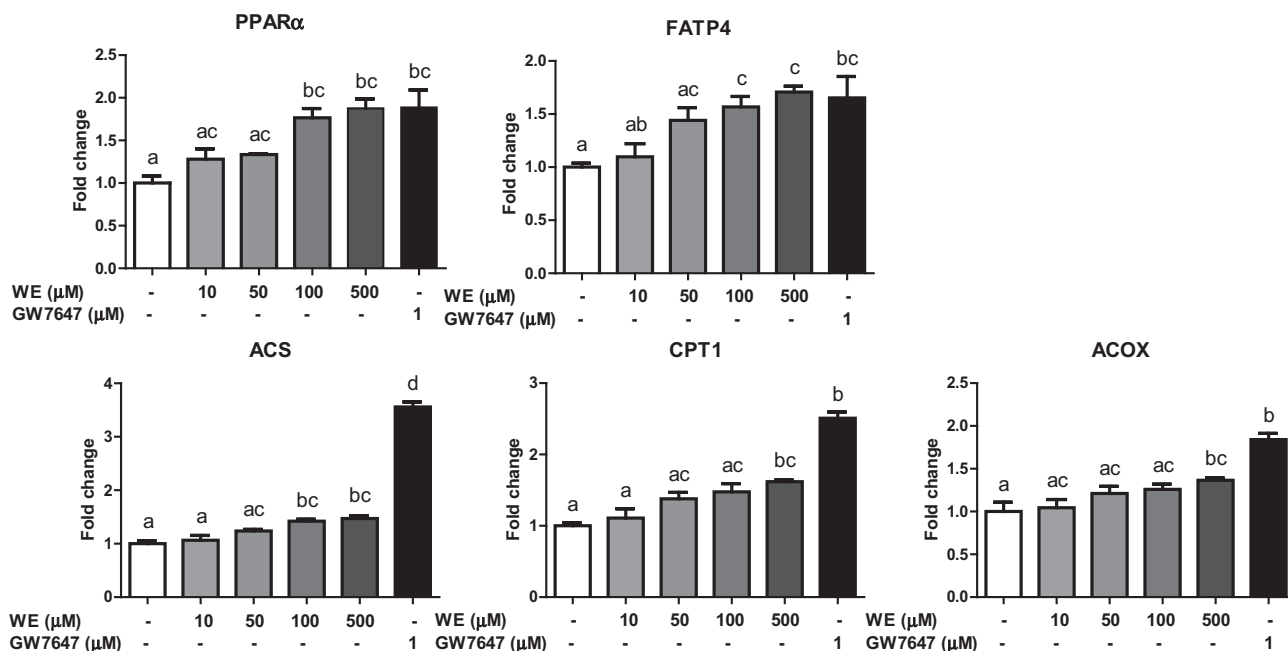 PPARα
Fold change
2.5
2.0
1.5
1.0
0.5
0.0
a
ac
ac
bc
bc
bc
WE (μM) - 10 50 100 500 -
GW7647 (μM) - - - - - 1
FATP4
Fold change
2.0
1.5
1.0
0.5
0.0
a
ab
ac
c
c
bc
WE (μM) - 10 50 100 500 -
GW7647 (μM) - - - - - 1
ACS
Fold change
4
3
2
1
0
a
a
ac
bc
bc
d
WE (μM) - 10 50 100 500 -
GW7647 (μM) - - - - - 1
CPT1
Fold change
3
2
1
0
a
a
ac
ac
bc
b
WE (μM) - 10 50 100 500 -
GW7647 (μM) - - - - - 1
ACOX
Fold change
2.5
2.0
1.5
1.0
0.5
0.0
a
ac
ac
ac
bc
b
WE (μM) - 10 50 100 500 -
GW7647 (μM) - - - - - 1